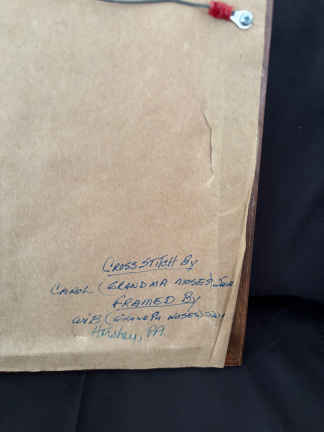 CROSS STITCH By
CAROL (GRANDMA MOSES)
FRAMED By
(GRANDPA MOSES)
Hershey, PA.